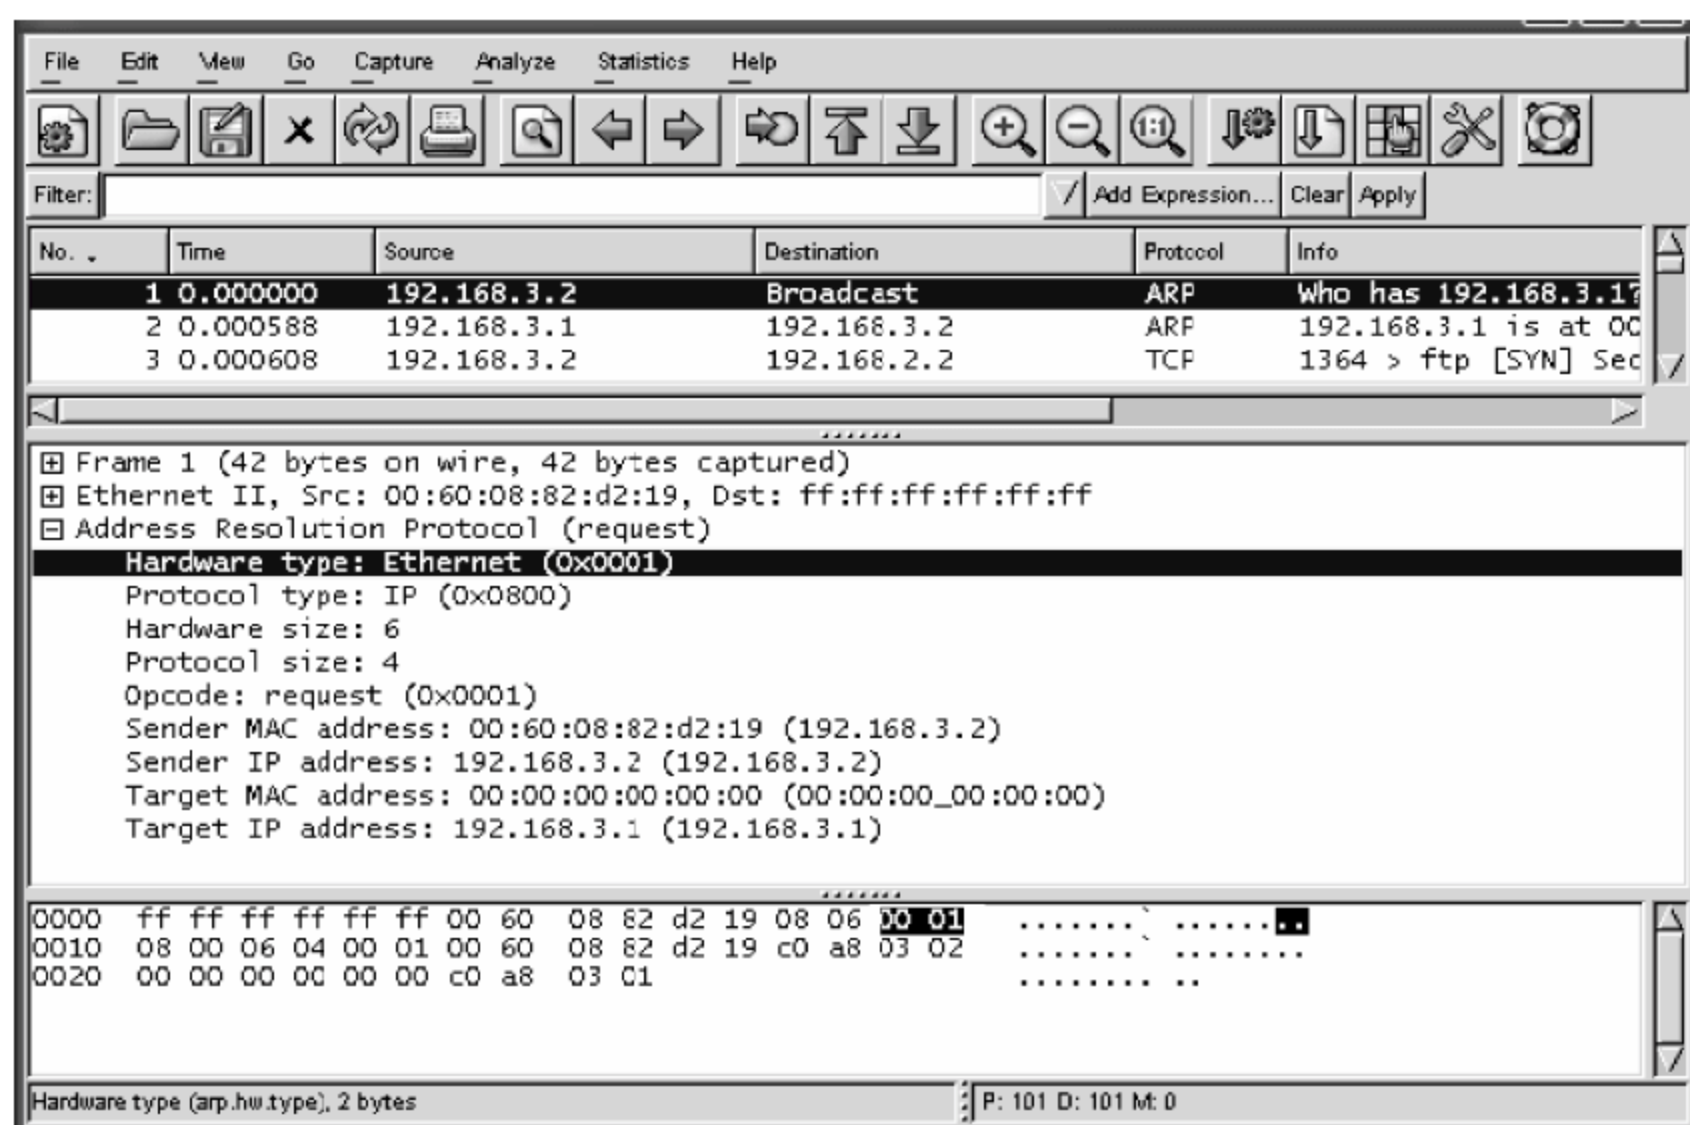 File Edit View Go Capture Analyze Statistics Help
Filter: Add Expression... Clear Apply
No. Time Source Destination Protocol Info
1 0.000000 192.168.3.2 Broadcast ARP Who has 192.168.3.1?
2 0.000588 192.168.3.1 192.168.3.2 ARP 192.168.3.1 is at 00
3 0.000608 192.168.3.2 192.168.2.2 TCP 1364 > ftp [SYN] Sec
Frame 1 (42 bytes on wire, 42 bytes captured)
Ethernet II, Src: 00:60:08:82:d2:19, Dst: ff:ff:ff:ff:ff:ff
Address Resolution Protocol (request)
Hardware type: Ethernet (0x0001)
Protocol type: IP (0x0800)
Hardware size: 6
Protocol size: 4
Opcode: request (0x0001)
Sender MAC address: 00:60:08:82:d2:19 (192.168.3.2)
Sender IP address: 192.168.3.2 (192.168.3.2)
Target MAC address: 00:00:00:00:00:00 (00:00:00_00:00:00)
Target IP address: 192.168.3.1 (192.168.3.1)
0000 ff ff ff ff ff ff 00 60 08 82 d2 19 08 06 00 01 .......` ........
0010 08 00 06 04 00 01 00 60 08 82 d2 19 c0 a8 03 02 .......` ........
0020 00 00 00 00 00 00 c0 a8 03 01 ........ ..
Hardware type (arp.hw.type), 2 bytes P: 101 D: 101 M: 0